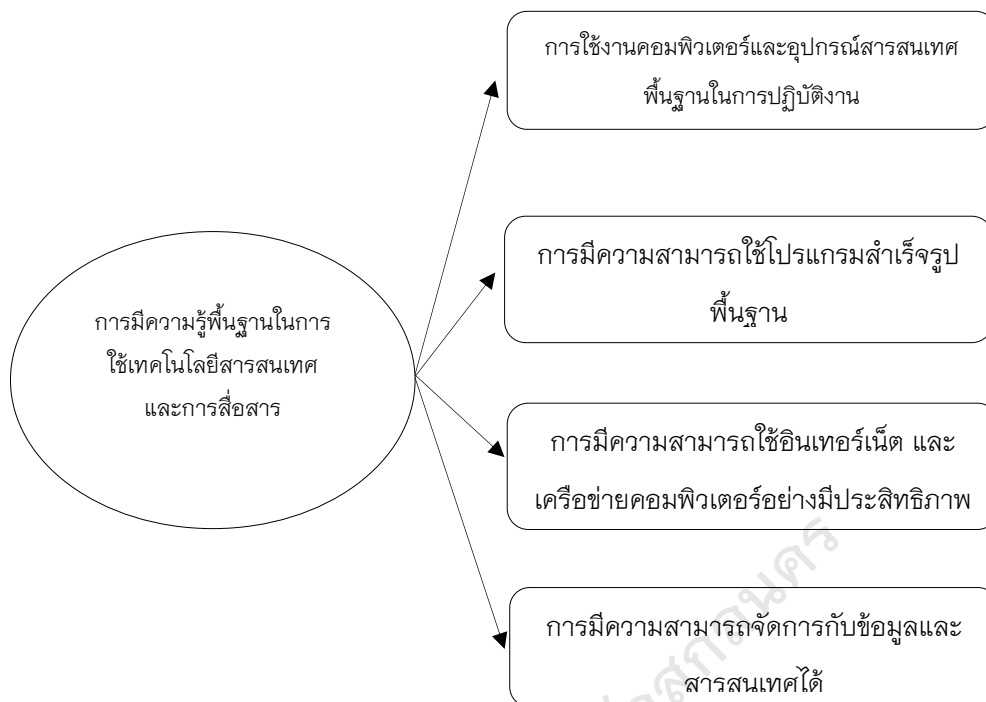 การใช้งานคอมพิวเตอร์และอุปกรณ์สารสนเทศ
พื้นฐานในการปฏิบัติงาน
การมีความสามารถใช้โปรแกรมสำเร็จรูป
พื้นฐาน
การมีความรู้พื้นฐานในการ
ใช้เทคโนโลยีสารสนเทศ
และการสื่อสาร
การมีความสามารถใช้อินเทอร์เน็ต และ
เครือข่ายคอมพิวเตอร์อย่างมีประสิทธิภาพ
การมีความสามารถจัดการกับข้อมูลและ
สารสนเทศได้